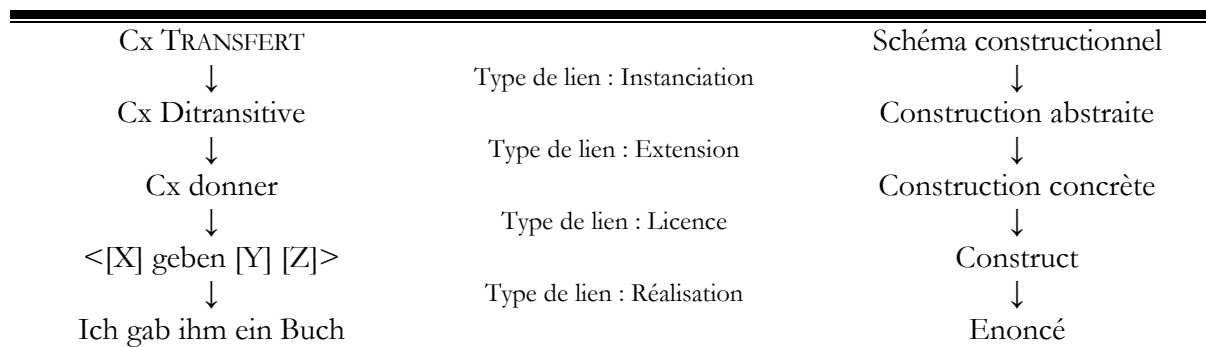 Cx TRANSFERT Schéma constructionnel
↓ Type de lien : Instanciation ↓
Cx Ditransitive Construction abstraite
↓ Type de lien : Extension ↓
Cx donner Construction concrète
↓ Type de lien : Licence ↓
<[X] geben [Y] [Z]> Construct
↓ Type de lien : Réalisation ↓
Ich gab ihm ein Buch Enoncé